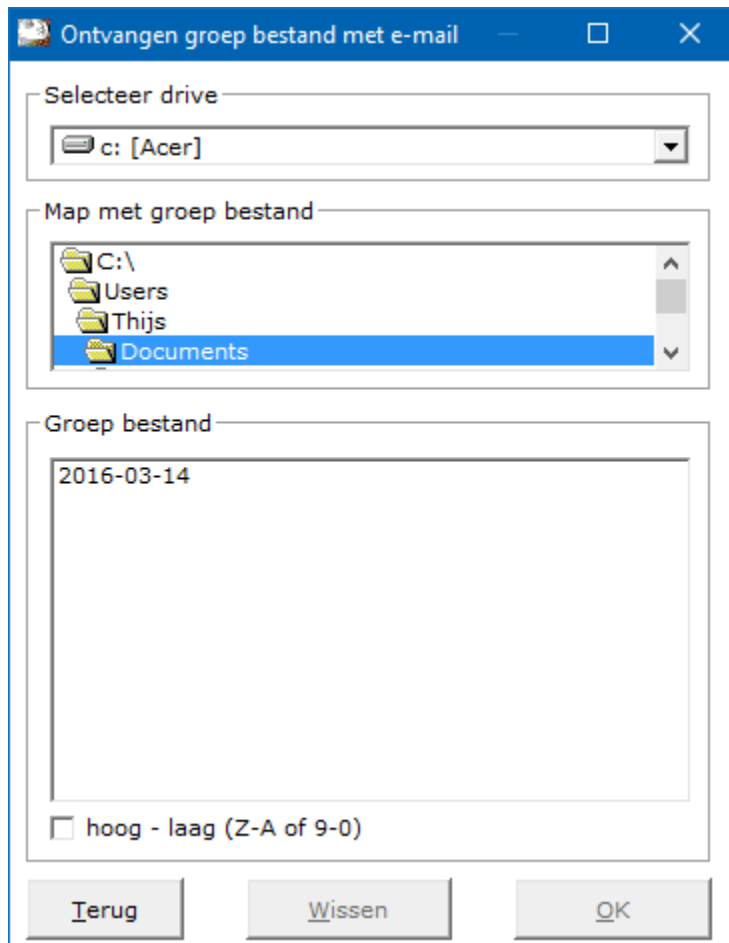 Ontvangen groep bestand met e-mail
Selecteer drive
c: [Acer]
Map met groep bestand
C:\
Users
Thijs
Documents
Groep bestand
2016-03-14
hoog - laag (Z-A of 9-0)
Terug Wissen OK